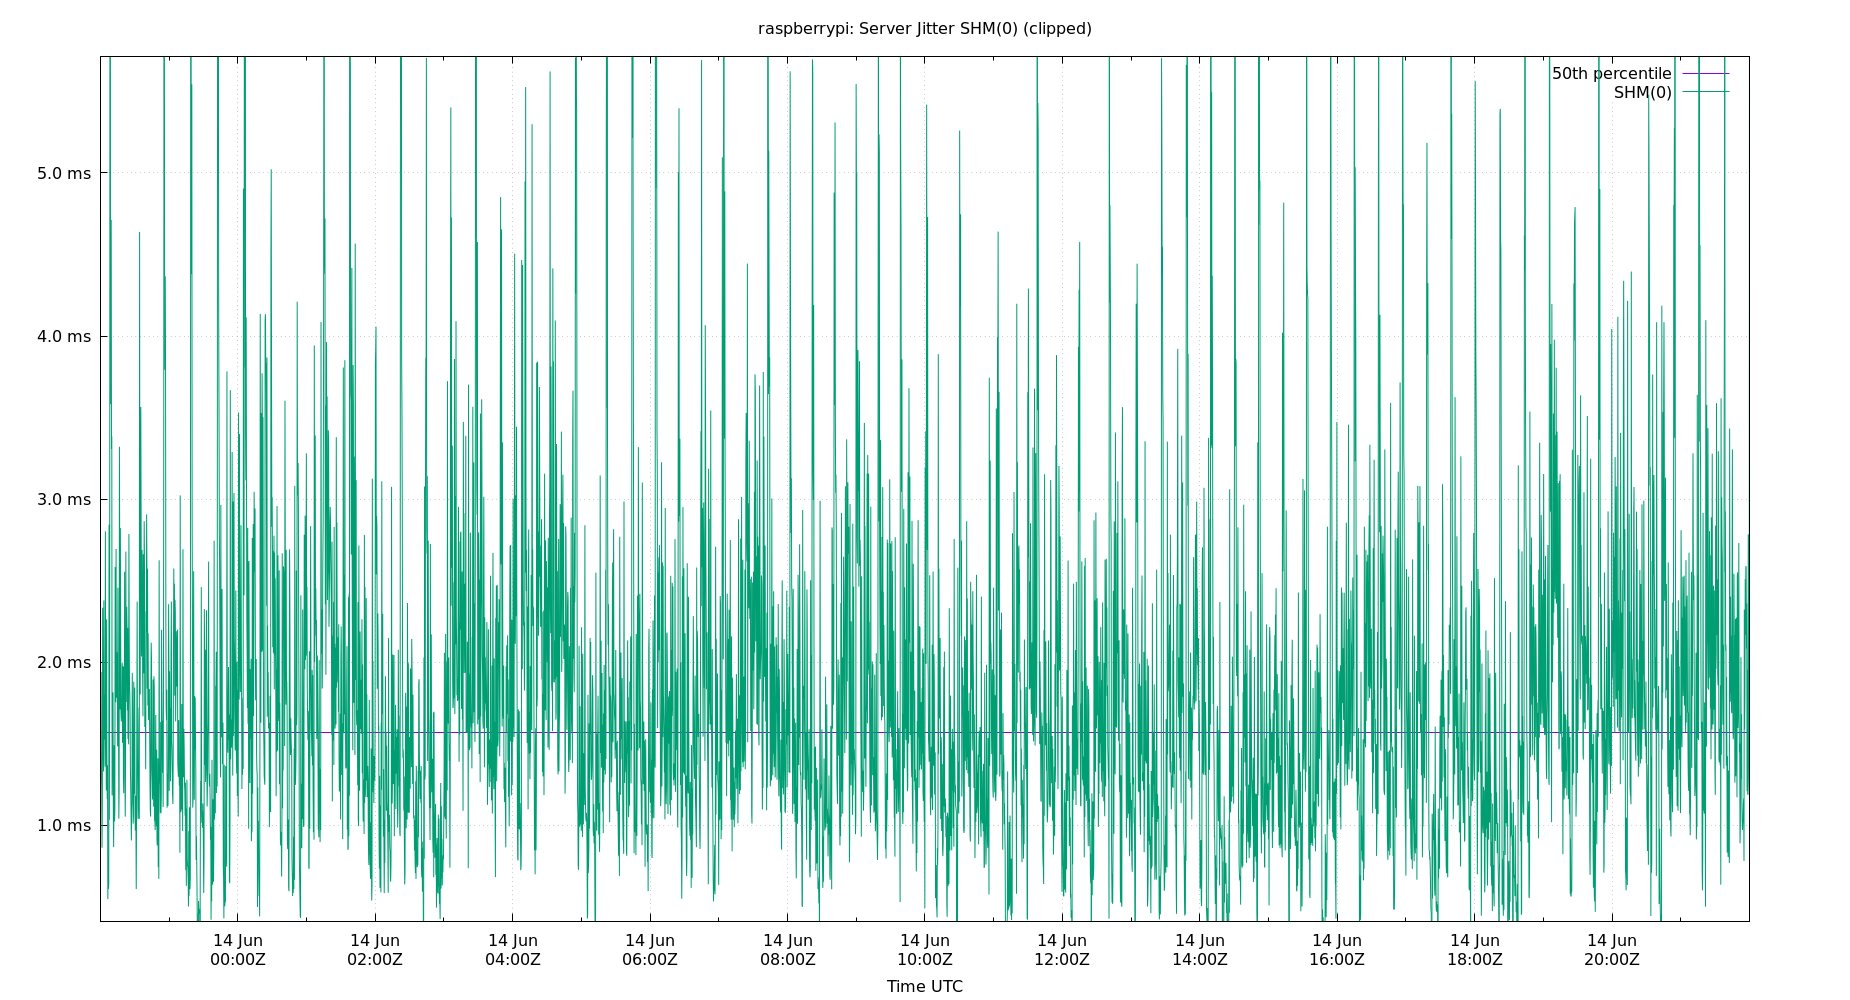 raspberrypi: Server Jitter SHM(0) (clipped)
50th percentile
SHM(0)
5.0 ms
4.0 ms
3.0 ms
2.0 ms
1.0 ms
14 Jun 14 Jun 14 Jun 14 Jun 14 Jun 14 Jun 14 Jun 14 Jun 14 Jun 14 Jun 14 Jun
00:00Z 02:00Z 04:00Z 06:00Z 08:00Z 10:00Z 12:00Z 14:00Z 16:00Z 18:00Z 20:00Z
Time UTC